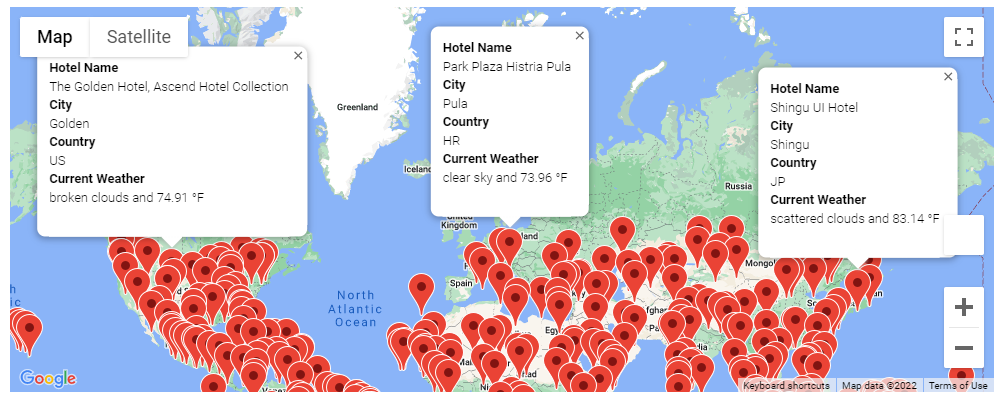 Map
Satellite
Hotel Name
The Golden Hotel, Ascend Hotel Collection
City
Golden
Country
US
Current Weather
broken clouds and 74.91 °F
Hotel Name
Park Plaza Histria Pula
City
Pula
Country
HR
Current Weather
clear sky and 73.96 °F
Hotel Name
Shingu UI Hotel
City
Shingu
Country
JP
Current Weather
scattered clouds and 83.14 °F
Greenland
Iceland
Russia
United
Kingdom
Spain
North
Atlantic
Ocean
Google
Keyboard shortcuts
Map data ©2022
Terms of Use